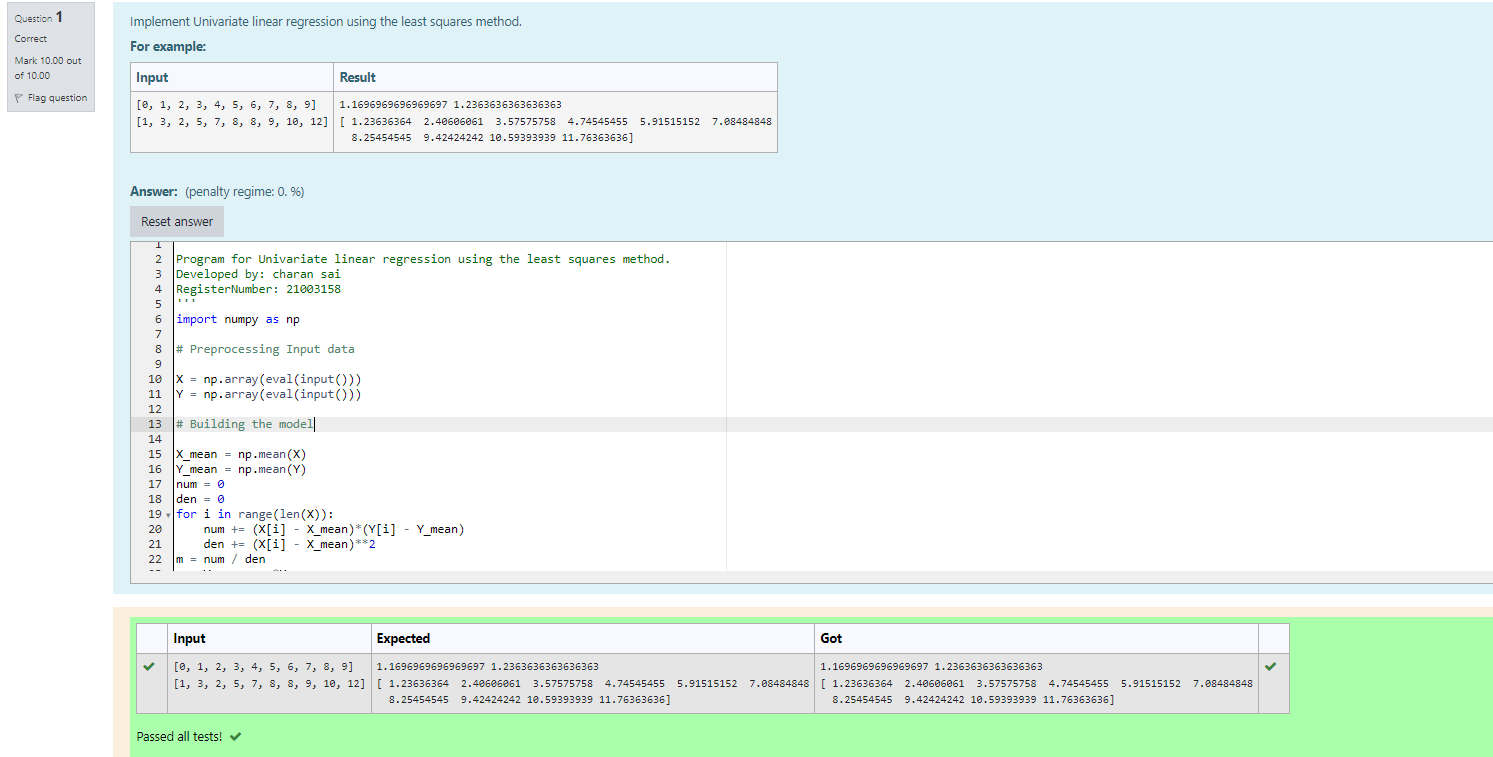 Question 1
Correct
Mark 10.00 out
of 10.00
Flag question
Implement Univariate linear regression using the least squares method.
For example:
Input Result
[0, 1, 2, 3, 4, 5, 6, 7, 8, 9] 1.1696969696969697 1.2363636363636363
[1, 3, 2, 5, 7, 8, 8, 9, 10, 12] [ 1.23636364 2.40606061 3.57575758 4.74545455 5.91515152 7.08484848
8.25454545 9.42424242 10.59393939 11.76363636]
Answer: (penalty regime: 0. %)
Reset answer
1
2 Program for Univariate linear regression using the least squares method.
3 Developed by: charan sai
4 RegisterNumber: 21003158
5 '''
6 import numpy as np
7
8 # Preprocessing Input data
9
10 X = np.array(eval(input()))
11 Y = np.array(eval(input()))
12
13 # Building the model
14
15 X_mean = np.mean(X)
16 Y_mean = np.mean(Y)
17 num = 0
18 den = 0
19 for i in range(len(X)):
20 num += (X[i] - X_mean)*(Y[i] - Y_mean)
21 den += (X[i] - X_mean)**2
22 m = num / den
Input Expected Got
[0, 1, 2, 3, 4, 5, 6, 7, 8, 9] 1.1696969696969697 1.2363636363636363 1.1696969696969697 1.2363636363636363
[1, 3, 2, 5, 7, 8, 8, 9, 10, 12] [ 1.23636364 2.40606061 3.57575758 4.74545455 5.91515152 7.08484848 [ 1.23636364 2.40606061 3.57575758 4.74545455 5.91515152 7.08484848
8.25454545 9.42424242 10.59393939 11.76363636] 8.25454545 9.42424242 10.59393939 11.76363636]
Passed all tests!